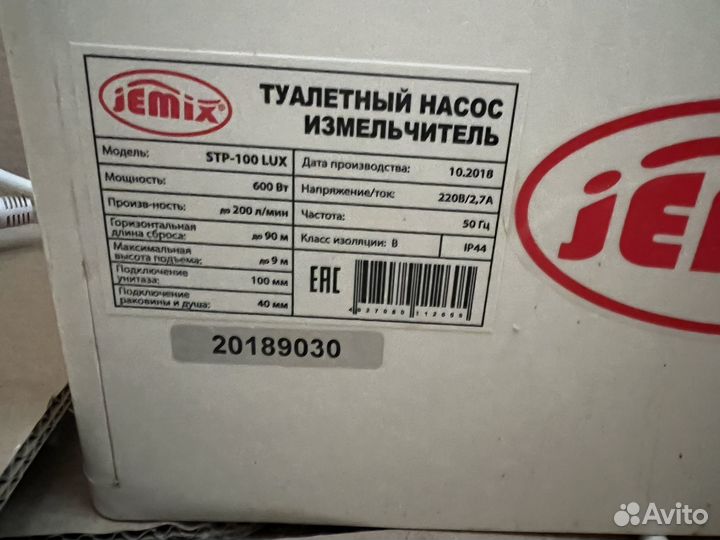 JEMIX®
ТУАЛЕТНЫЙ НАСОС
ИЗМЕЛЬЧИТЕЛЬ
Модель: STP-100 LUX
Мощность: 600 Вт
Произв-ность: до 200 л/мин
Горизонтальная
длина сброса: до 90 м
Максимальная
высота подъема: до 9 м
Подключение
унитаза: 100 мм
Подключение
раковины и душа: 40 мм
Дата производства: 10.2018
Напряжение/ток: 220В/2,7А
Частота: 50 Гц
Класс изоляции: В IP44
ЕАС
20189030
JE
Avito